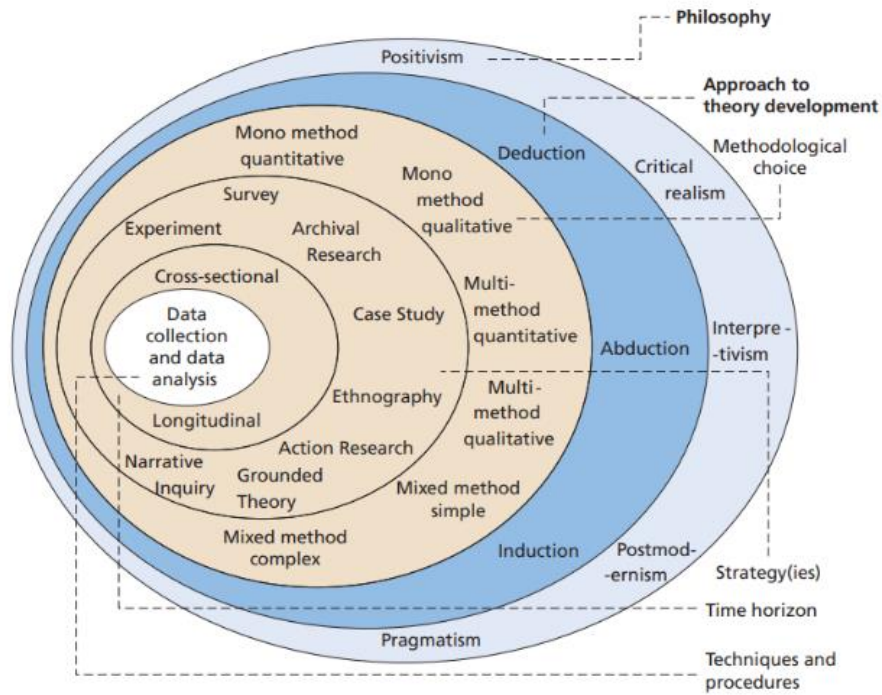 Philosophy
Positivism
Approach to
theory development
Mono method
quantitative
Deduction
Methodological
choice
Critical
realism
Mono
method
qualitative
Survey
Experiment
Archival
Research
Cross-sectional
Multi-
method
quantitative
Data
collection
and data
analysis
Case Study
Abduction
Interpre -
-tivism
Ethnography
Multi-
method
qualitative
Longitudinal
Action Research
Narrative
Inquiry
Grounded
Theory
Mixed method
simple
Mixed method
complex
Induction
Postmod-
-ernism
Strategy(ies)
Time horizon
Pragmatism
Techniques and
procedures